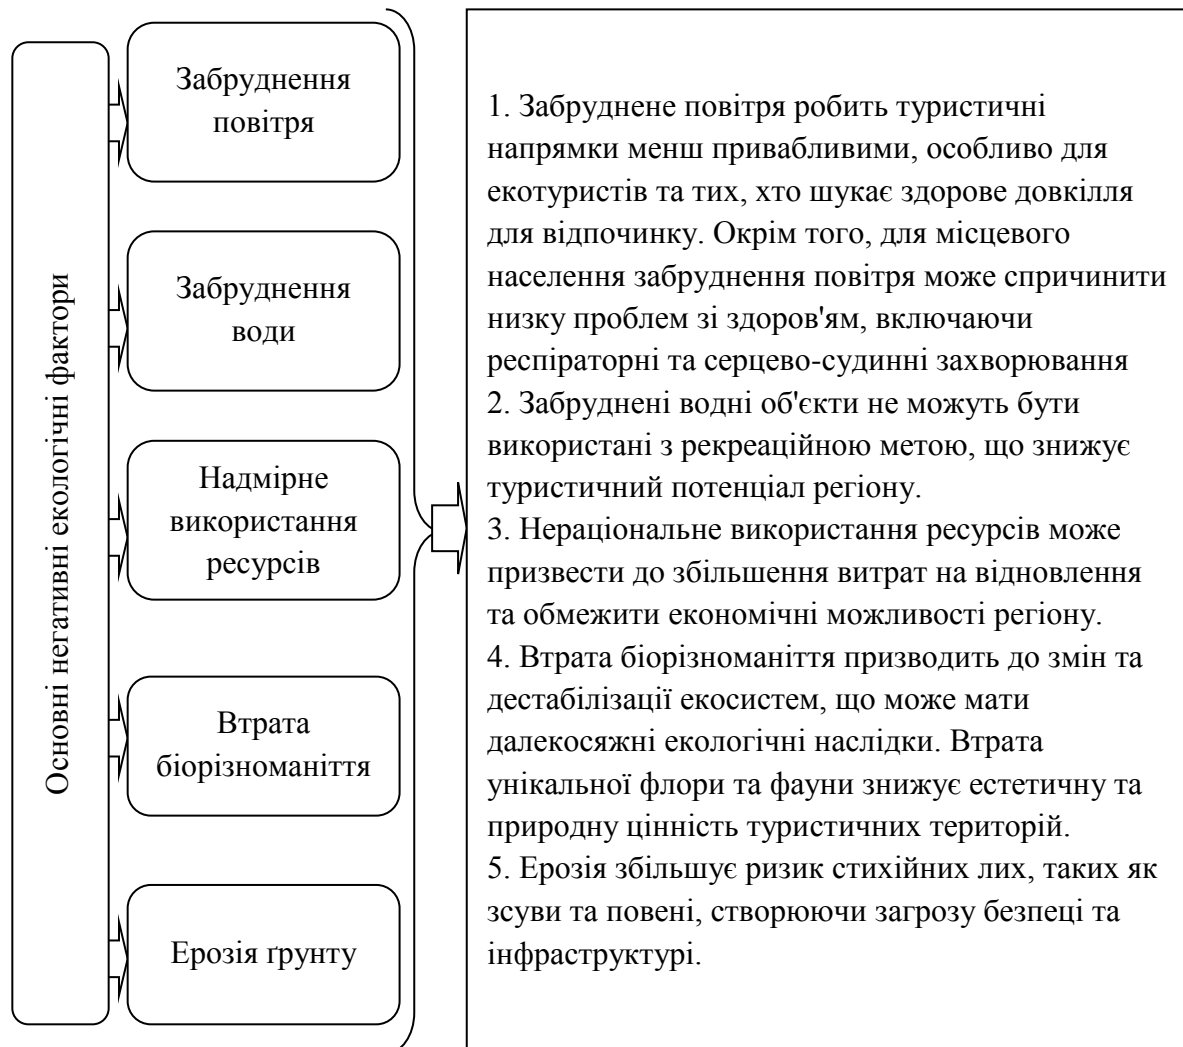 Основні негативні екологічні фактори
Забруднення
повітря
Забруднення
води
Надмірне
використання
ресурсів
Втрата
біорізноманіття
Ерозія ґрунту
1. Забруднене повітря робить туристичні
напрямки менш привабливими, особливо для
екотуристів та тих, хто шукає здорове довкілля
для відпочинку. Окрім того, для місцевого
населення забруднення повітря може спричинити
низку проблем зі здоров'ям, включаючи
респіраторні та серцево-судинні захворювання
2. Забруднені водні об'єкти не можуть бути
використані з рекреаційною метою, що знижує
туристичний потенціал регіону.
3. Нераціональне використання ресурсів може
призвести до збільшення витрат на відновлення
та обмежити економічні можливості регіону.
4. Втрата біорізноманіття призводить до змін та
дестабілізації екосистем, що може мати
далекосяжні екологічні наслідки. Втрата
унікальної флори та фауни знижує естетичну та
природну цінність туристичних територій.
5. Ерозія збільшує ризик стихійних лих, таких як
зсуви та повені, створюючи загрозу безпеці та
інфраструктурі.